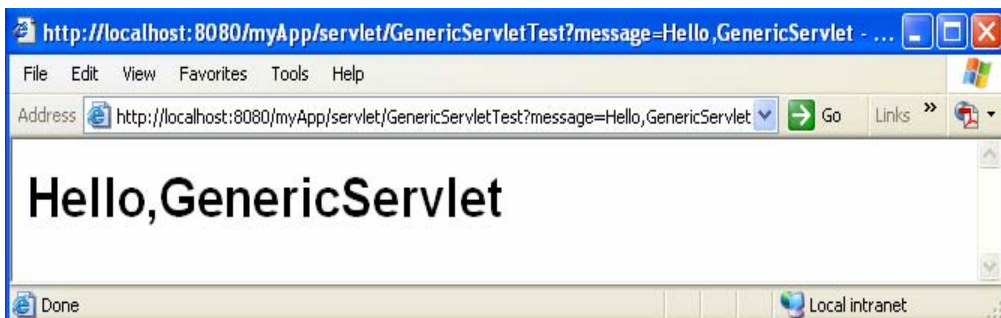 http://localhost:8080/myApp/servlet/GenericServletTest?message=Hello,GenericServlet - ...
File Edit View Favorites Tools Help
Address http://localhost:8080/myApp/servlet/GenericServletTest?message=Hello,GenericServlet Go Links »
Hello,GenericServlet
Done Local intranet